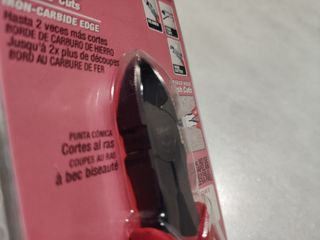 Cuts
IRON-CARBIDE EDGE
Hasta 2 veces más cortes
BORDE DE CARBURO DE HIERRO
Jusqu'à 2x plus de découpes
BORD AU CARBURE DE FER
PUNTA CÓNICA
Cortes al ras
COUPES AU RAS
à bec biseauté